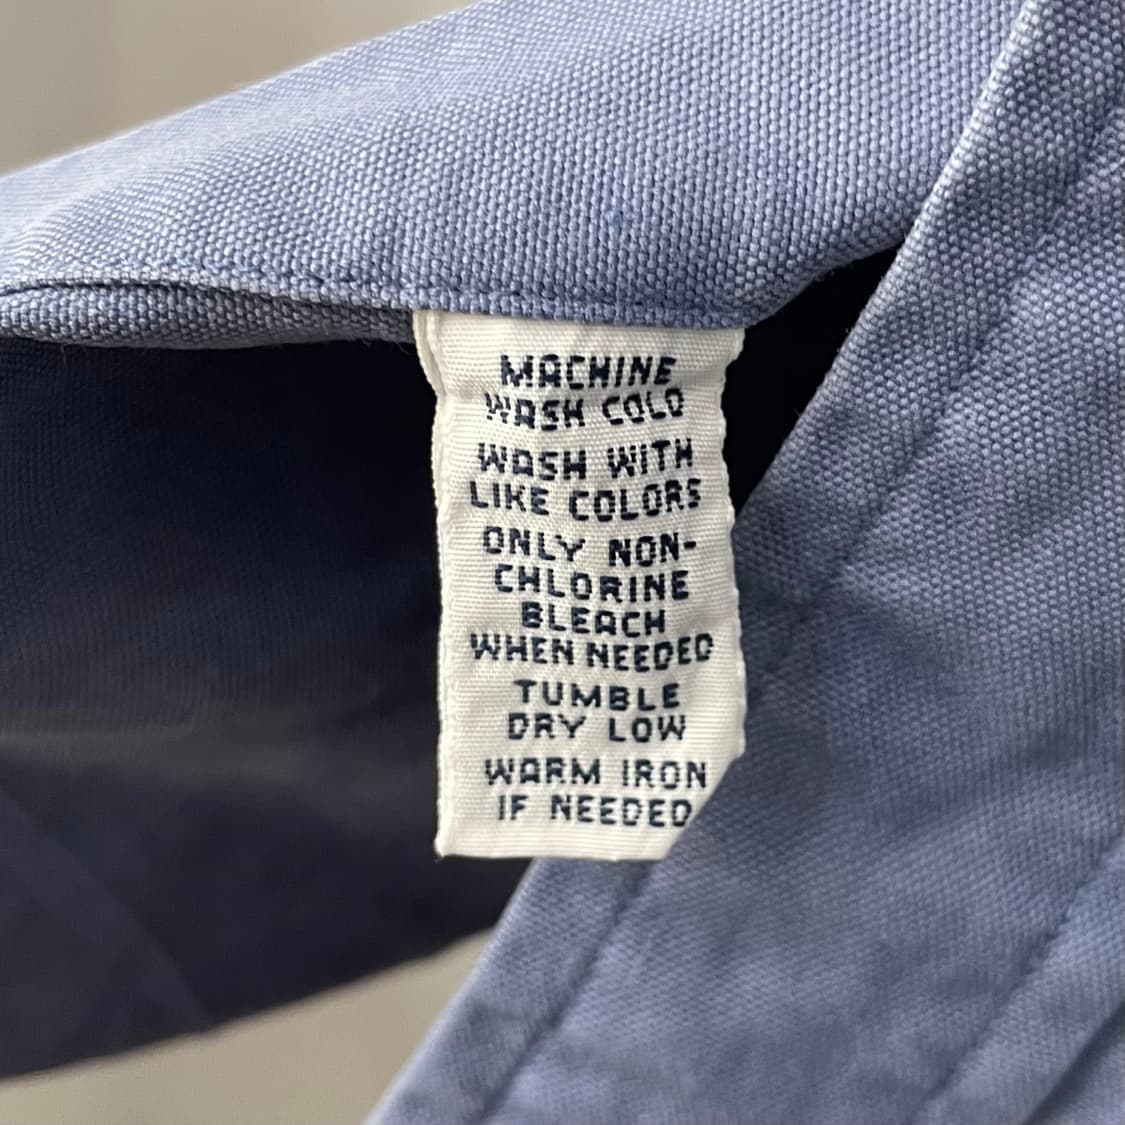 MACHINE
WASH COLD
WASH WITH
LIKE COLORS
ONLY NON-
CHLORINE
BLEACH
WHEN NEEDED
TUMBLE
DRY LOW
WARM IRON
IF NEEDED